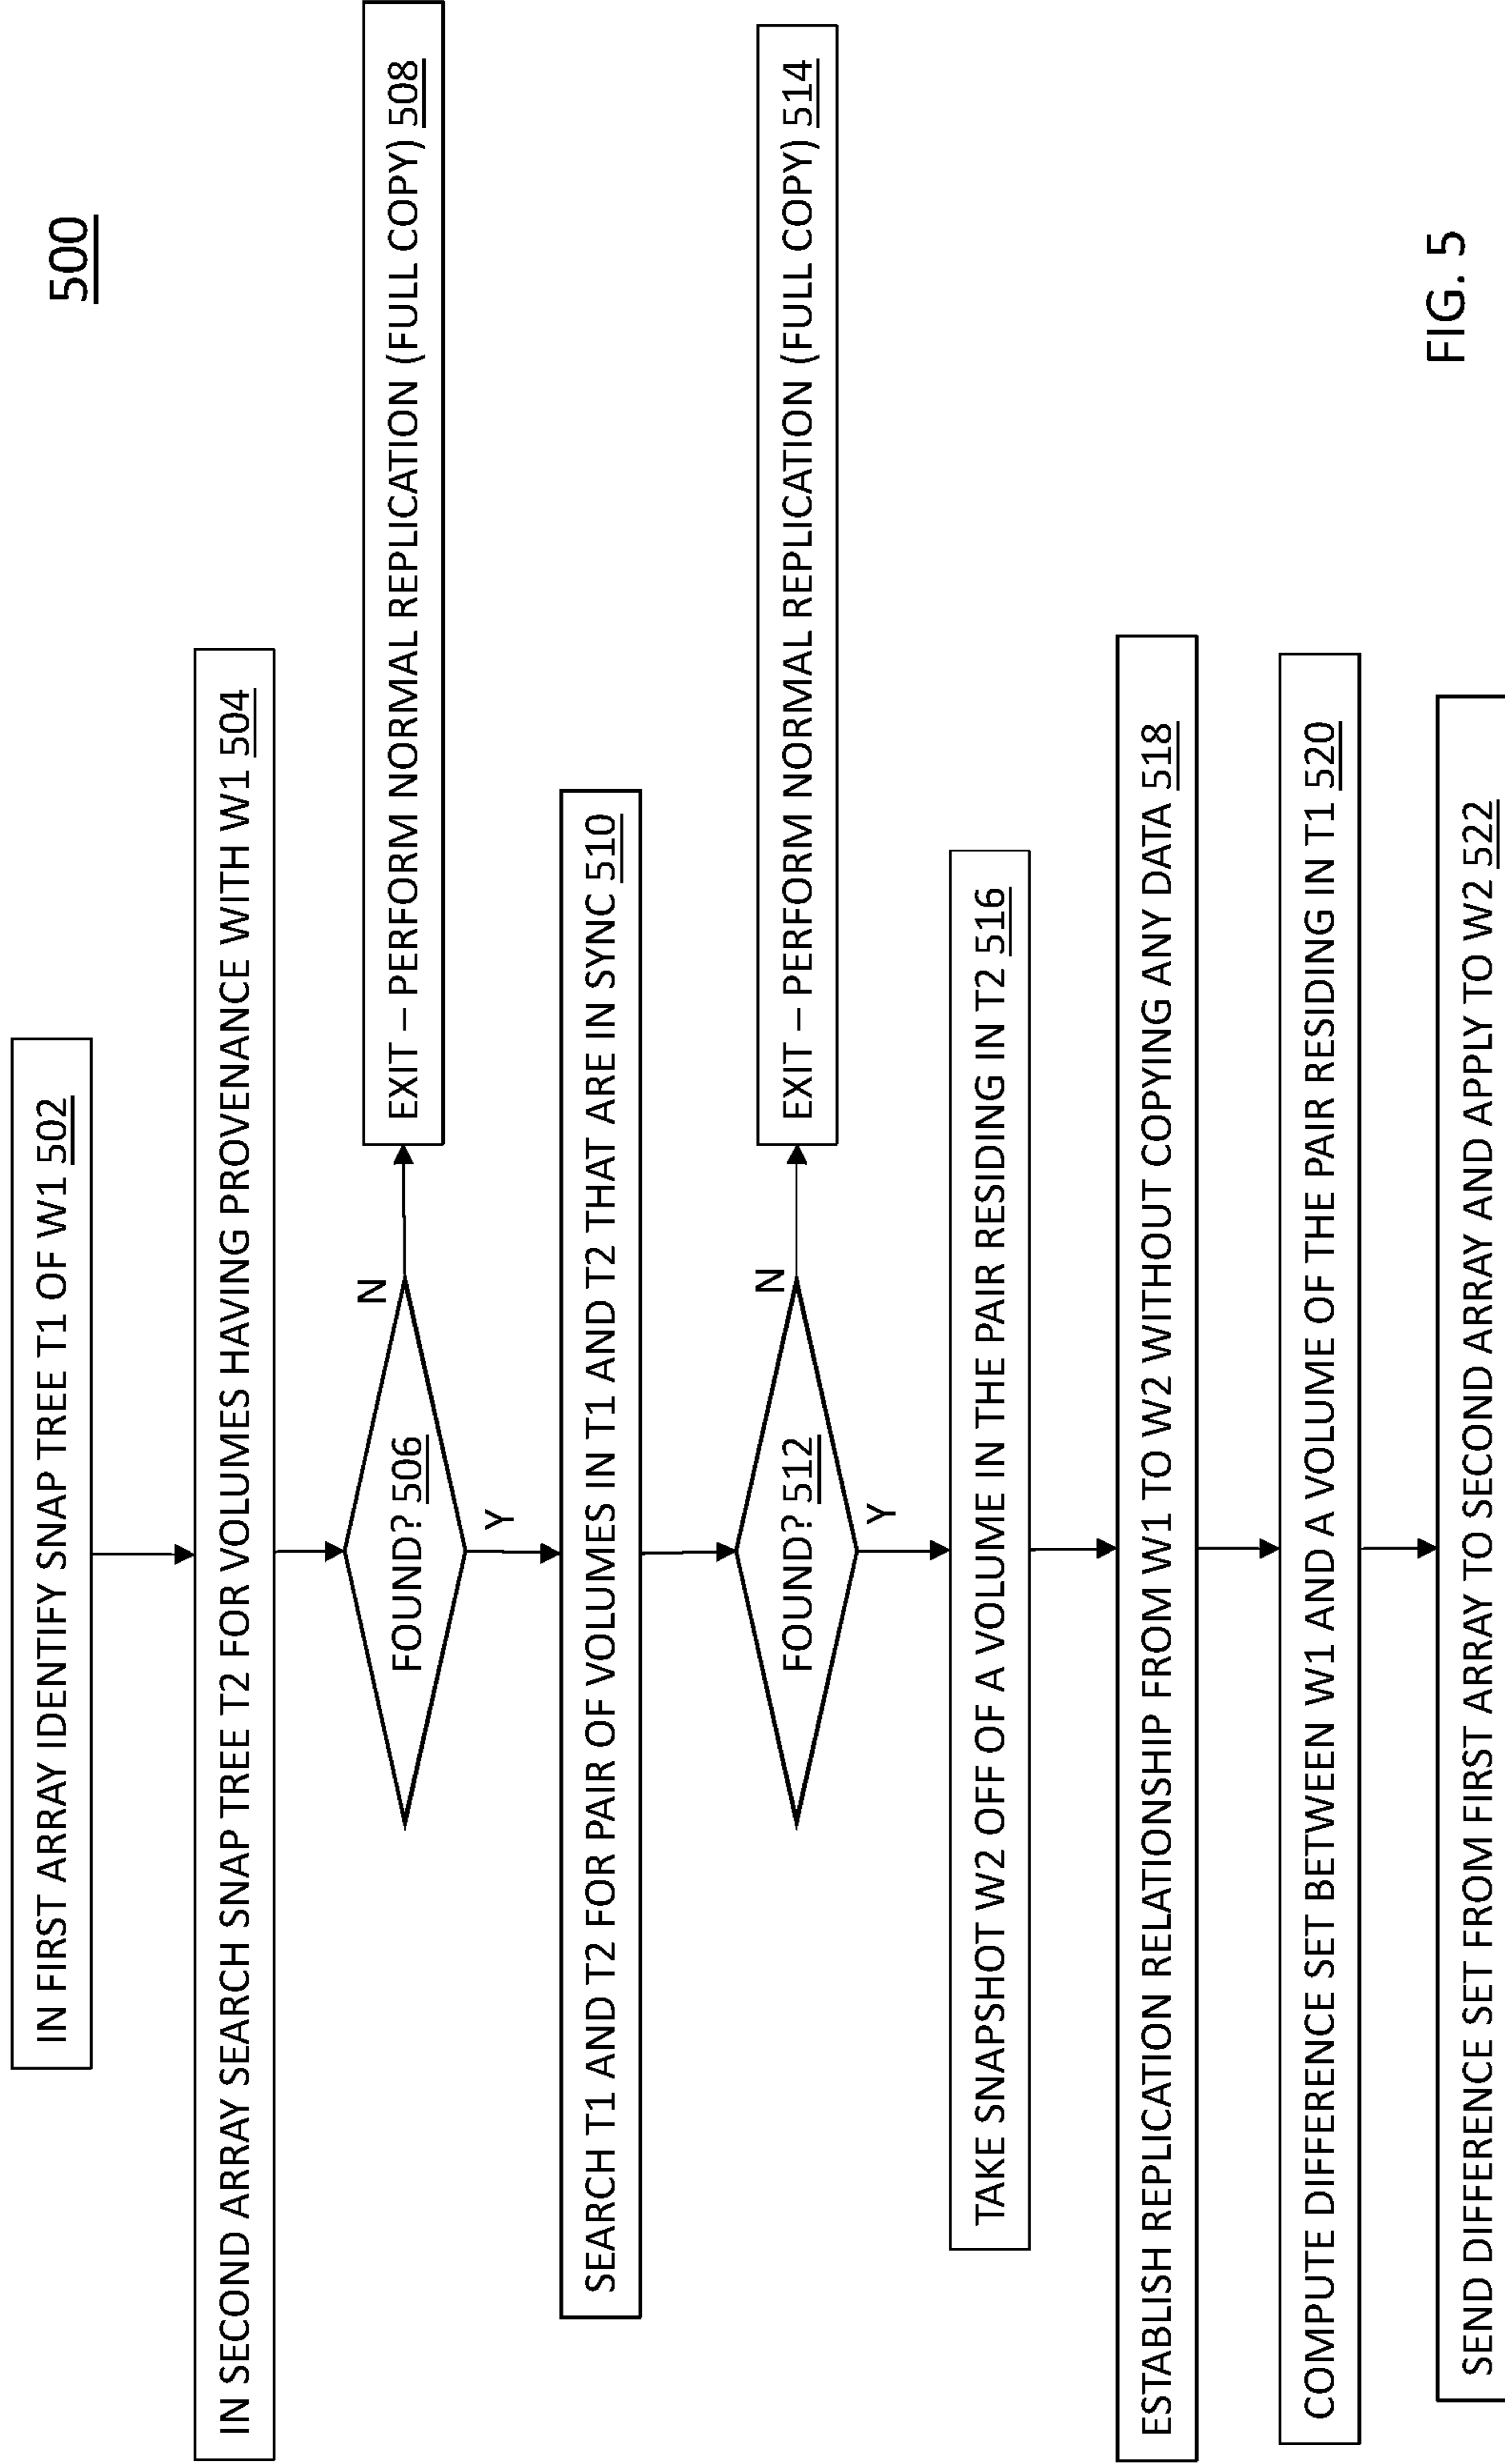 500
IN FIRST ARRAY IDENTIFY SNAP TREE T1 OF W1 502
IN SECOND ARRAY SEARCH SNAP TREE T2 FOR VOLUMES HAVING PROVENANCE WITH W1 504
FOUND? 506
N
EXIT – PERFORM NORMAL REPLICATION (FULL COPY) 508
Y
SEARCH T1 AND T2 FOR PAIR OF VOLUMES IN T1 AND T2 THAT ARE IN SYNC 510
FOUND? 512
N
EXIT – PERFORM NORMAL REPLICATION (FULL COPY) 514
Y
TAKE SNAPSHOT W2 OFF OF A VOLUME IN THE PAIR RESIDING IN T2 516
ESTABLISH REPLICATION RELATIONSHIP FROM W1 TO W2 WITHOUT COPYING ANY DATA 518
COMPUTE DIFFERENCE SET BETWEEN W1 AND A VOLUME OF THE PAIR RESIDING IN T1 520
SEND DIFFERENCE SET FROM FIRST ARRAY TO SECOND ARRAY AND APPLY TO W2 522
FIG. 5